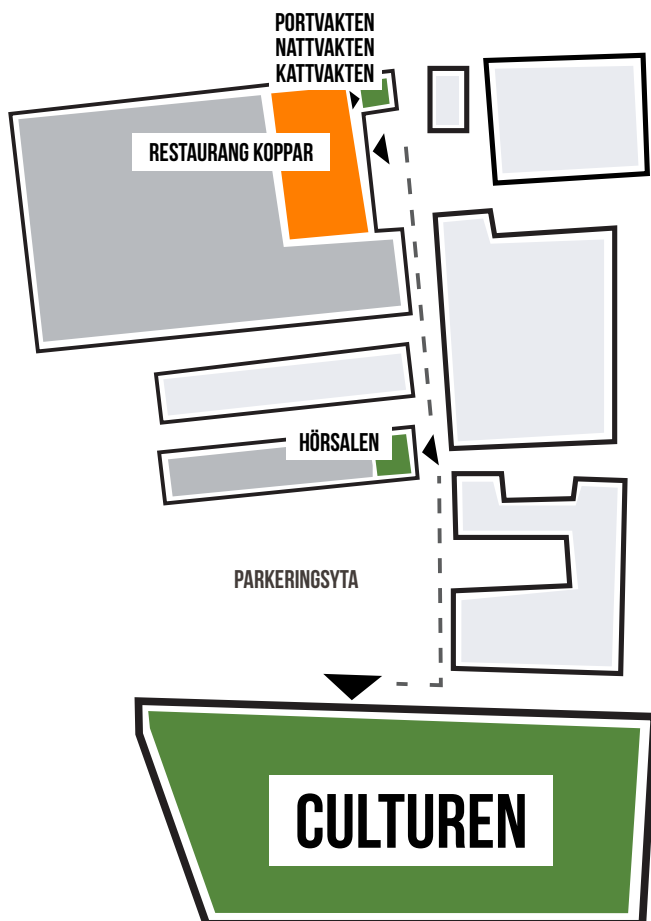 PORTVAKTEN
NATTVAKTEN
KATTVAKTEN
RESTAURANG KOPPAR
HÖRSALEN
PARKERINGSYTA
CULTUREN